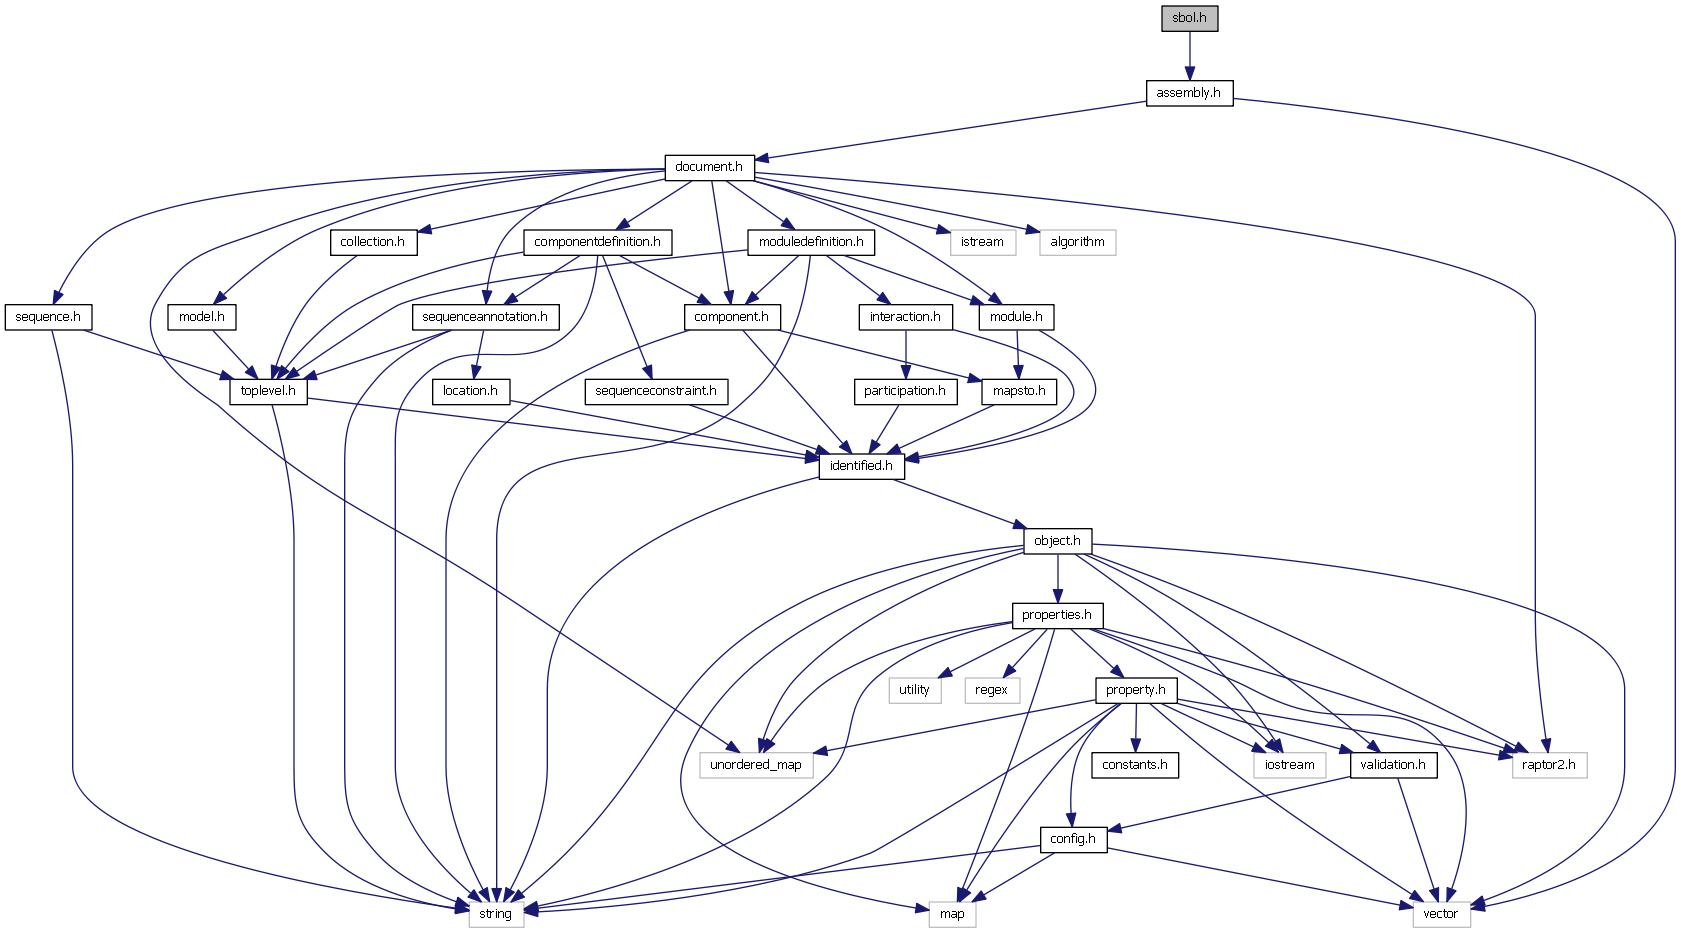 sbol.h
assembly.h
document.h
collection.h
componentdefinition.h
moduledefinition.h
istream
algorithm
sequence.h
model.h
sequenceannotation.h
component.h
interaction.h
module.h
toplevel.h
location.h
sequenceconstraint.h
participation.h
mapsto.h
identified.h
object.h
properties.h
utility
regex
property.h
unordered_map
constants.h
iostream
validation.h
raptor2.h
config.h
string
map
vector